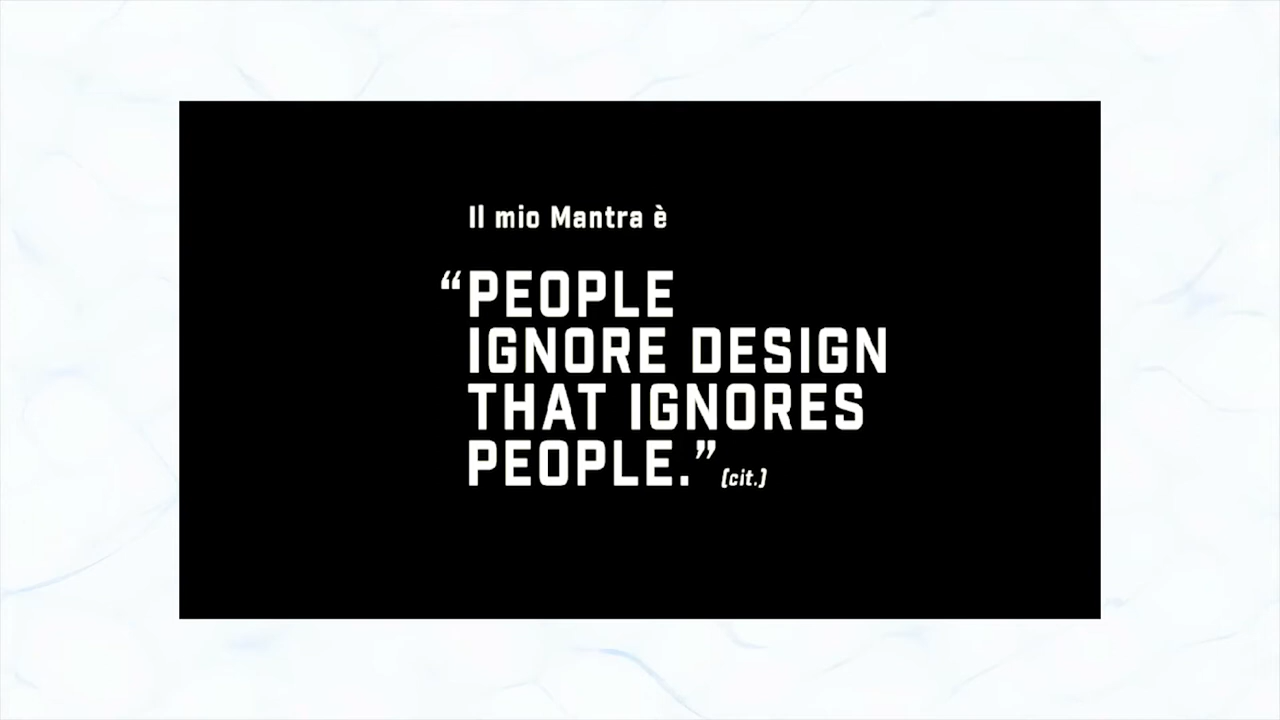 Il mio Mantra è
“PEOPLE
IGNORE DESIGN
THAT IGNORES
PEOPLE.” (cit.)